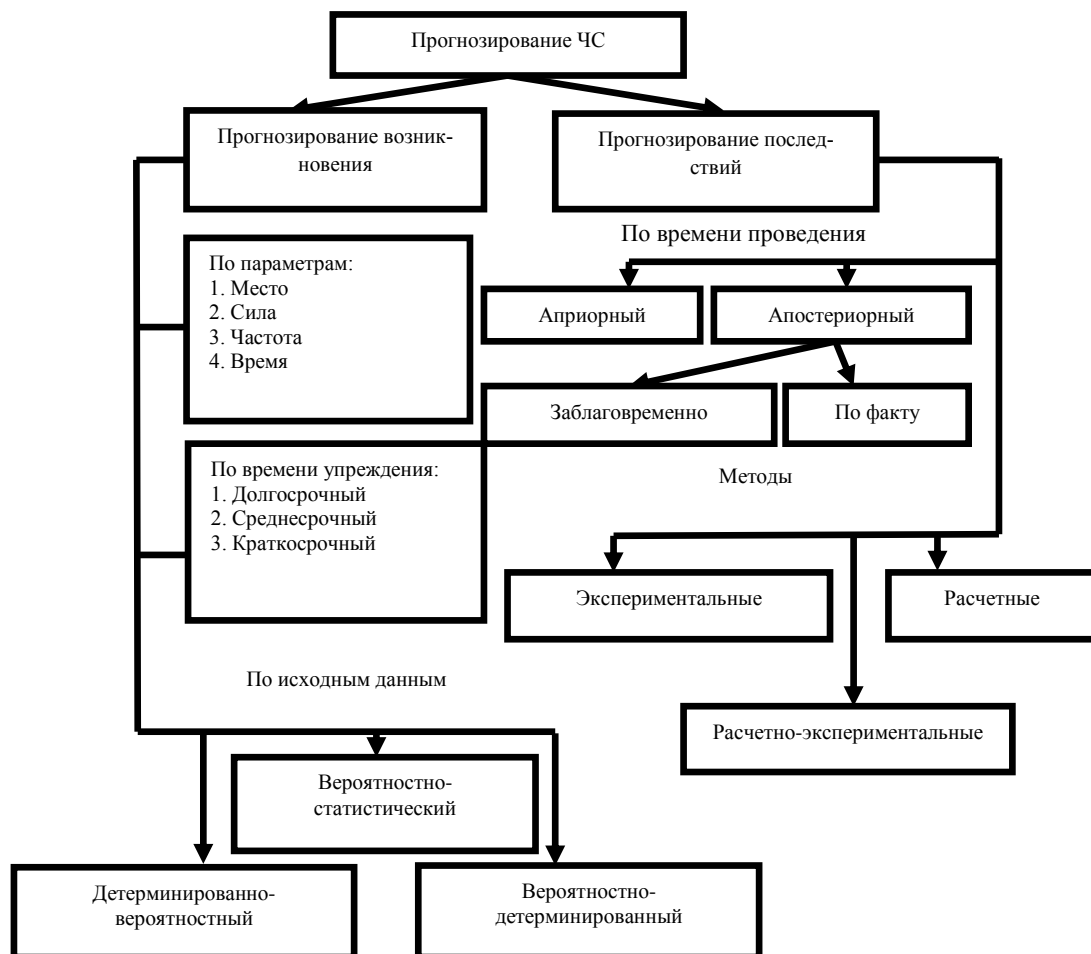 Прогнозирование ЧС
Прогнозирование возник-
новения
Прогнозирование послед-
ствий
По времени проведения
По параметрам:
1. Место
2. Сила
3. Частота
4. Время
Априорный
Апостериорный
Заблаговременно
По факту
По времени упреждения:
1. Долгосрочный
2. Среднесрочный
3. Краткосрочный
Методы
Экспериментальные
Расчетные
По исходным данным
Расчетно-экспериментальные
Вероятностно-
статистический
Детерминированно-
вероятностный
Вероятностно-
детерминированный